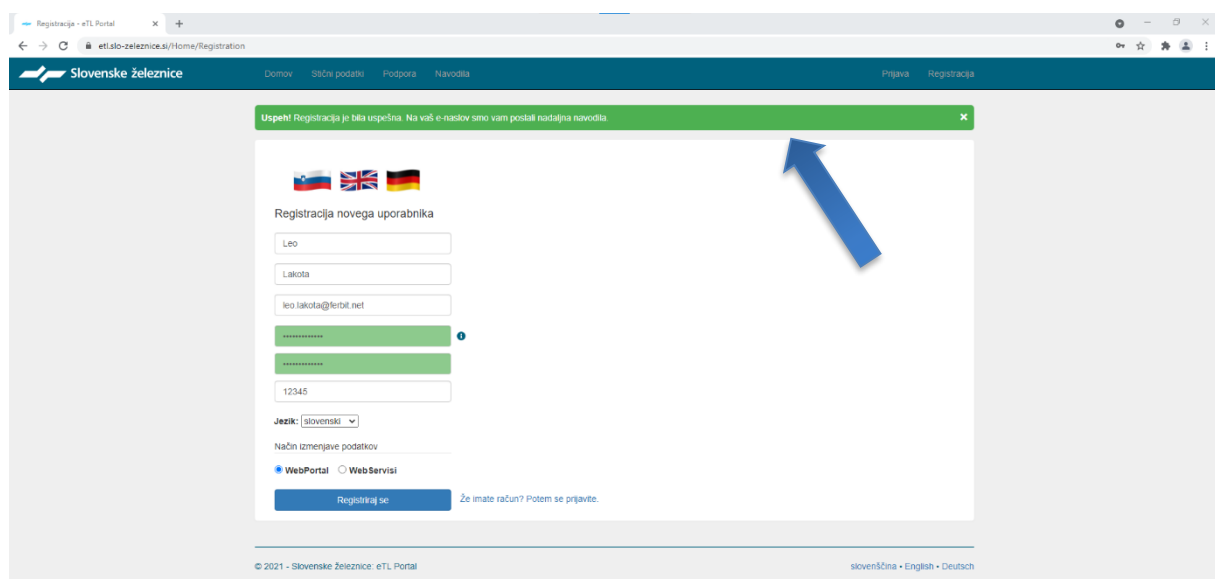 Registracija - eTL Portal
etl.slo-zeleznice.si/Home/Registration
Slovenske železnice Domov Stični podatki Podpora Navodila Prijava Registracija
Uspeh! Registracija je bila uspešna. Na vaš e-naslov smo vam poslali nadaljna navodila.
Registracija novega uporabnika
Leo
Lakota
leo.lakota@ferbit.net
12345
Jezik: slovenski
Način izmenjave podatkov
WebPortal WebServisi
Registriraj se Že imate račun? Potem se prijavite.
© 2021 - Slovenske železnice: eTL Portal slovenščina • English • Deutsch